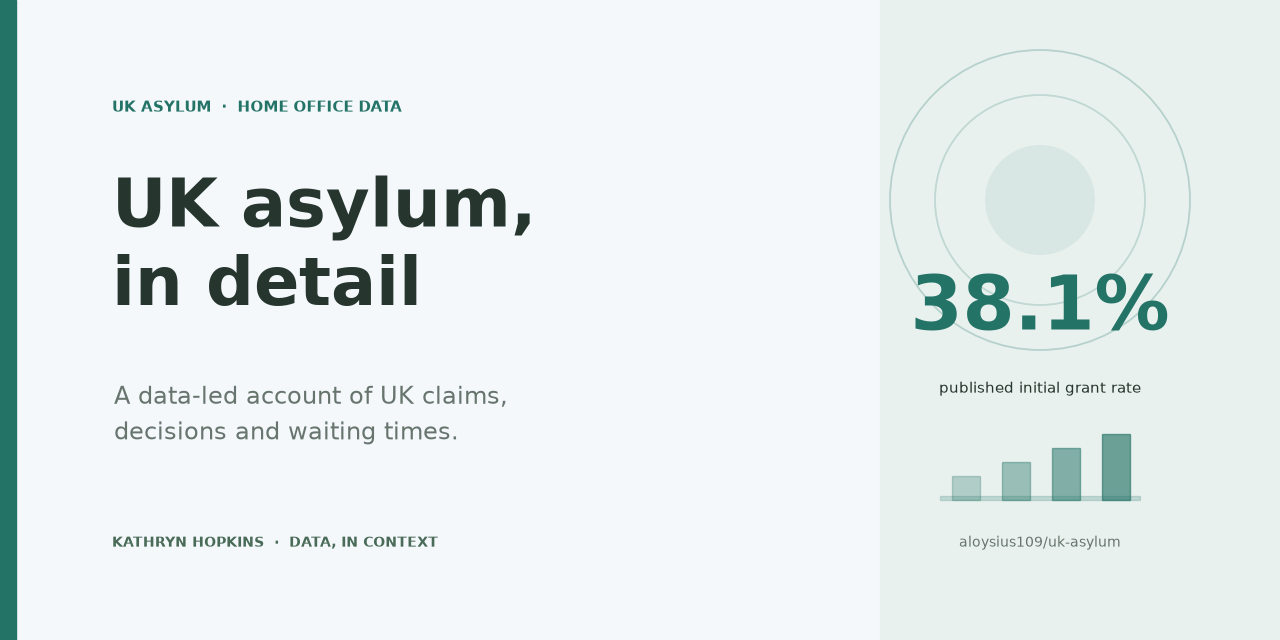 UK ASYLUM · HOME OFFICE DATA
UK asylum,
in detail
A data-led account of UK claims,
decisions and waiting times.
KATHRYN HOPKINS · DATA, IN CONTEXT
38.1%
published initial grant rate
aloysius109/uk-asylum